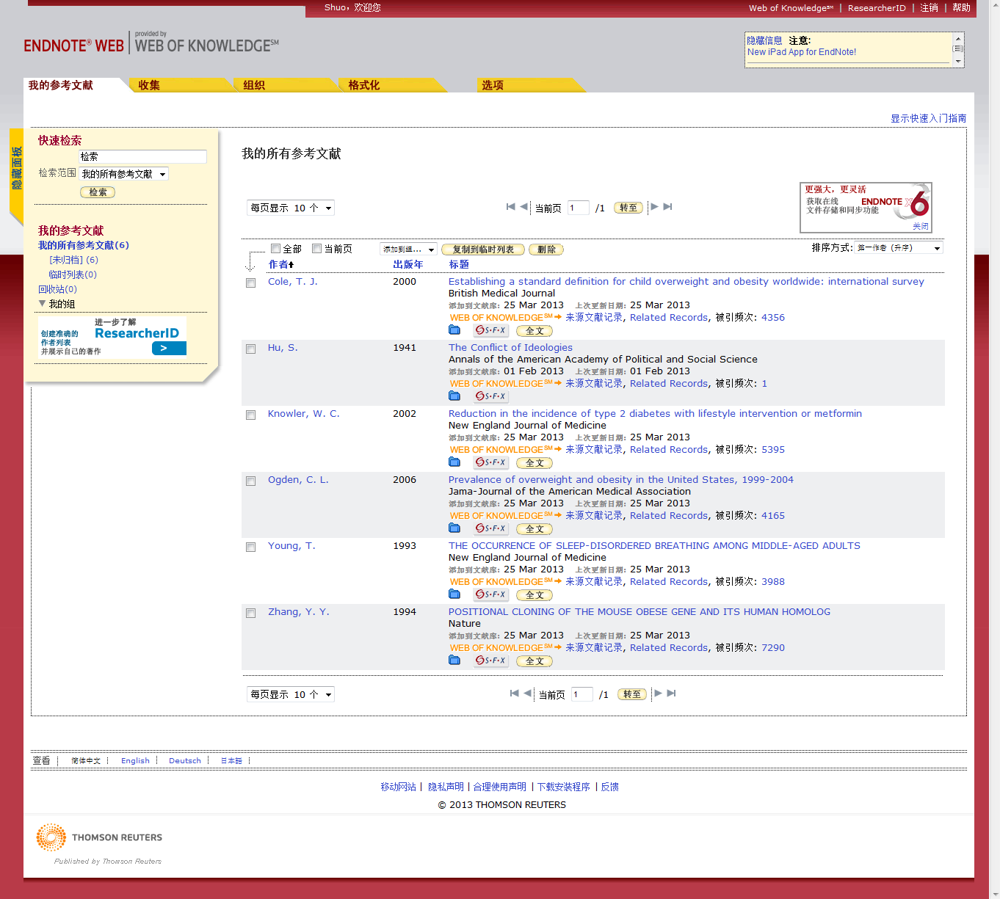 Shuo，欢迎您
Web of Knowledge℠ | ResearcherID | 注销 | 帮助
ENDNOTE® WEB | provided by WEB OF KNOWLEDGE℠
隐藏信息 注意:
New iPad App for EndNote!
我的参考文献 收集 组织 格式化 选项
显示快速入门指南
隐藏面板
快速检索
检索
检索范围 我的所有参考文献
检索
我的参考文献
我的所有参考文献(6)
[未归档] (6)
临时列表(0)
回收站(0)
▼ 我的组
进一步了解
ResearcherID
创建准确的
作者列表
并展示自己的著作
>
我的所有参考文献
每页显示 10 个
当前页 1 /1 转至
更强大，更灵活
获取在线
文件存储和同步功能
ENDNOTE X6
关闭
全部 当前页 添加到组... 复制到临时列表 删除
排序方式: 第一作者 (升序)
作者 出版年 标题
Cole, T. J. 2000 Establishing a standard definition for child overweight and obesity worldwide: international survey
British Medical Journal
添加到文献库: 25 Mar 2013 上次更新日期: 25 Mar 2013
WEB OF KNOWLEDGE℠ 来源文献记录, Related Records, 被引频次: 4356
S·F·X 全文
Hu, S. 1941 The Conflict of Ideologies
Annals of the American Academy of Political and Social Science
添加到文献库: 01 Feb 2013 上次更新日期: 01 Feb 2013
WEB OF KNOWLEDGE℠ 来源文献记录, Related Records, 被引频次: 1
S·F·X
Knowler, W. C. 2002 Reduction in the incidence of type 2 diabetes with lifestyle intervention or metformin
New England Journal of Medicine
添加到文献库: 25 Mar 2013 上次更新日期: 25 Mar 2013
WEB OF KNOWLEDGE℠ 来源文献记录, Related Records, 被引频次: 5395
S·F·X 全文
Ogden, C. L. 2006 Prevalence of overweight and obesity in the United States, 1999-2004
Jama-Journal of the American Medical Association
添加到文献库: 25 Mar 2013 上次更新日期: 25 Mar 2013
WEB OF KNOWLEDGE℠ 来源文献记录, Related Records, 被引频次: 4165
S·F·X 全文
Young, T. 1993 THE OCCURRENCE OF SLEEP-DISORDERED BREATHING AMONG MIDDLE-AGED ADULTS
New England Journal of Medicine
添加到文献库: 25 Mar 2013 上次更新日期: 25 Mar 2013
WEB OF KNOWLEDGE℠ 来源文献记录, Related Records, 被引频次: 3988
S·F·X 全文
Zhang, Y. Y. 1994 POSITIONAL CLONING OF THE MOUSE OBESE GENE AND ITS HUMAN HOMOLOG
Nature
添加到文献库: 25 Mar 2013 上次更新日期: 25 Mar 2013
WEB OF KNOWLEDGE℠ 来源文献记录, Related Records, 被引频次: 7290
S·F·X 全文
每页显示 10 个
当前页 1 /1 转至
查看 简体中文 English Deutsch 日本語
移动网站 | 隐私声明 | 合理使用声明 | 下载安装程序 | 反馈
© 2013 THOMSON REUTERS
THOMSON REUTERS
Published by Thomson Reuters